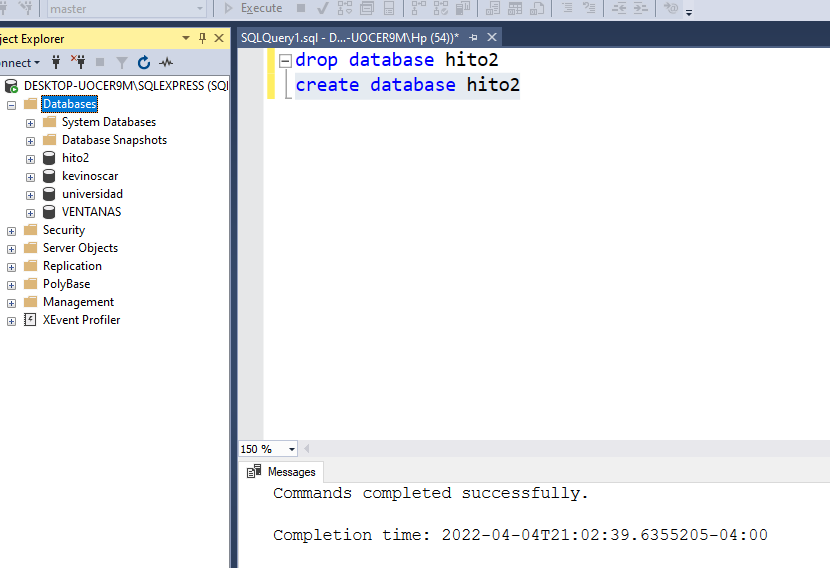 master
Execute
ject Explorer
nnect
DESKTOP-UOCER9M\SQLEXPRESS (SQL
Databases
System Databases
Database Snapshots
hito2
kevinoscar
universidad
VENTANAS
Security
Server Objects
Replication
PolyBase
Management
XEvent Profiler
SQLQuery1.sql - D...-UOCER9M\Hp (54))*
drop database hito2
create database hito2
150 %
Messages
Commands completed successfully.
Completion time: 2022-04-04T21:02:39.6355205-04:00